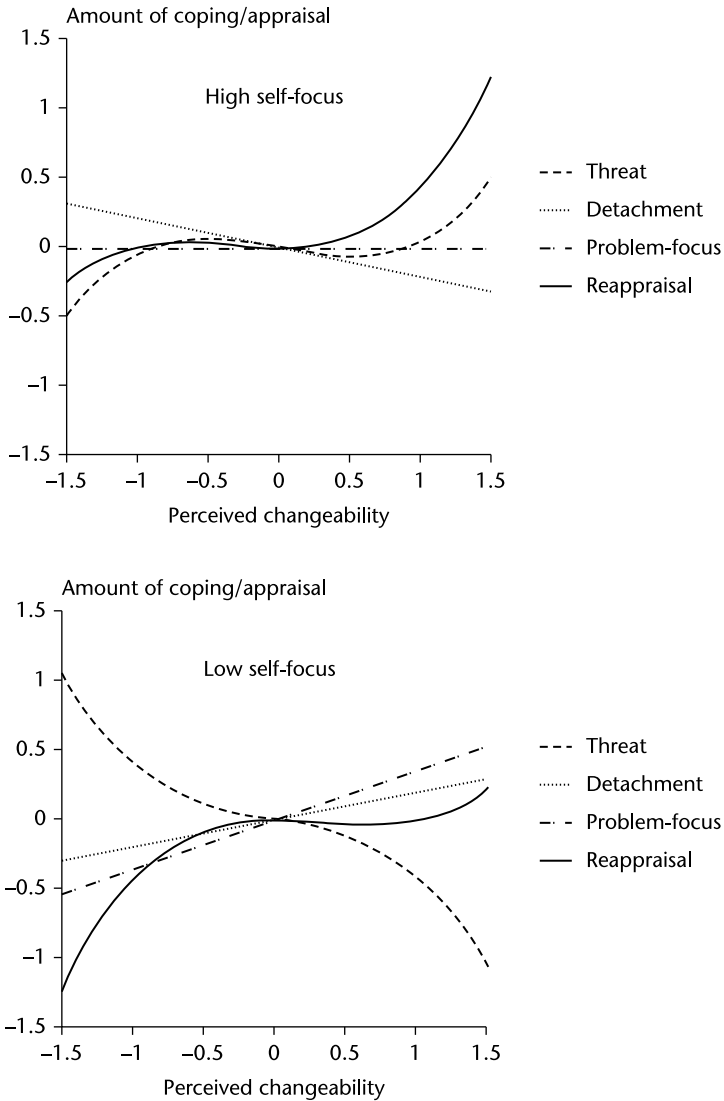 Amount of coping/appraisal
1.5
High self-focus
1
0.5
0
–0.5
–1
–1.5
–1.5 –1 –0.5 0 0.5 1 1.5
Perceived changeability
Threat
Detachment
Problem-focus
Reappraisal
Amount of coping/appraisal
1.5
Low self-focus
1
0.5
0
–0.5
–1
–1.5
–1.5 –1 –0.5 0 0.5 1 1.5
Perceived changeability
Threat
Detachment
Problem-focus
Reappraisal